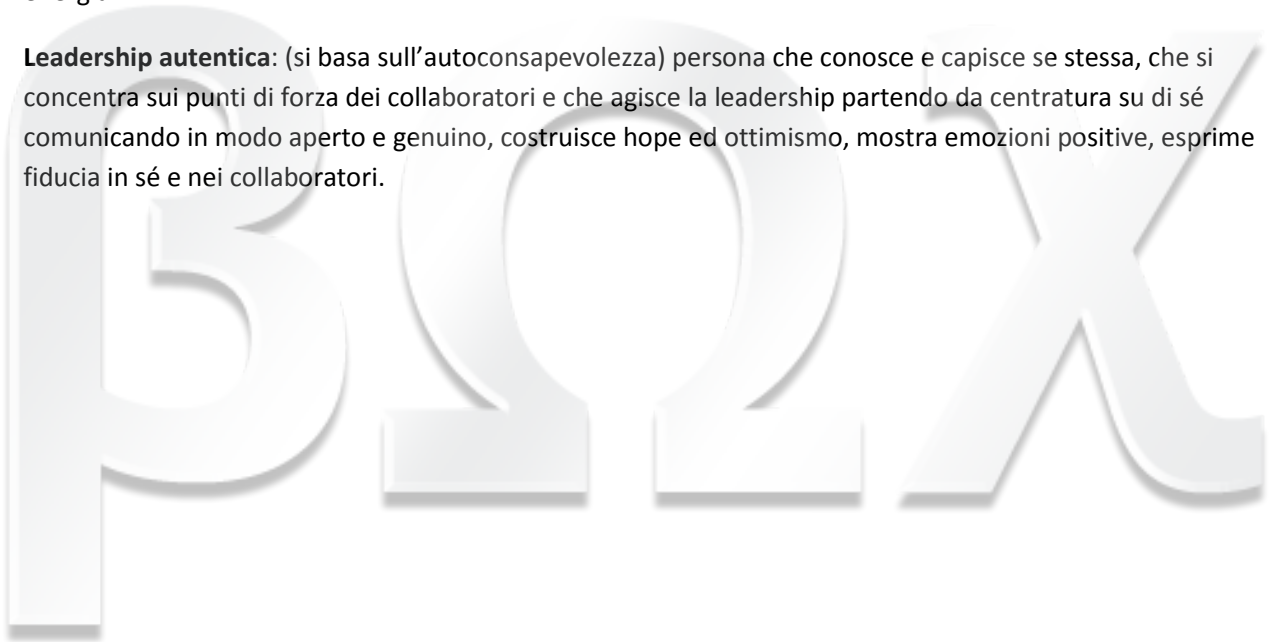 Leadership autentica: (si basa sull’autoconsapevolezza) persona che conosce e capisce se stessa, che si
concentra sui punti di forza dei collaboratori e che agisce la leadership partendo da centratura su di sé
comunicando in modo aperto e genuino, costruisce hope ed ottimismo, mostra emozioni positive, esprime
fiducia in sé e nei collaboratori.
βΩχ